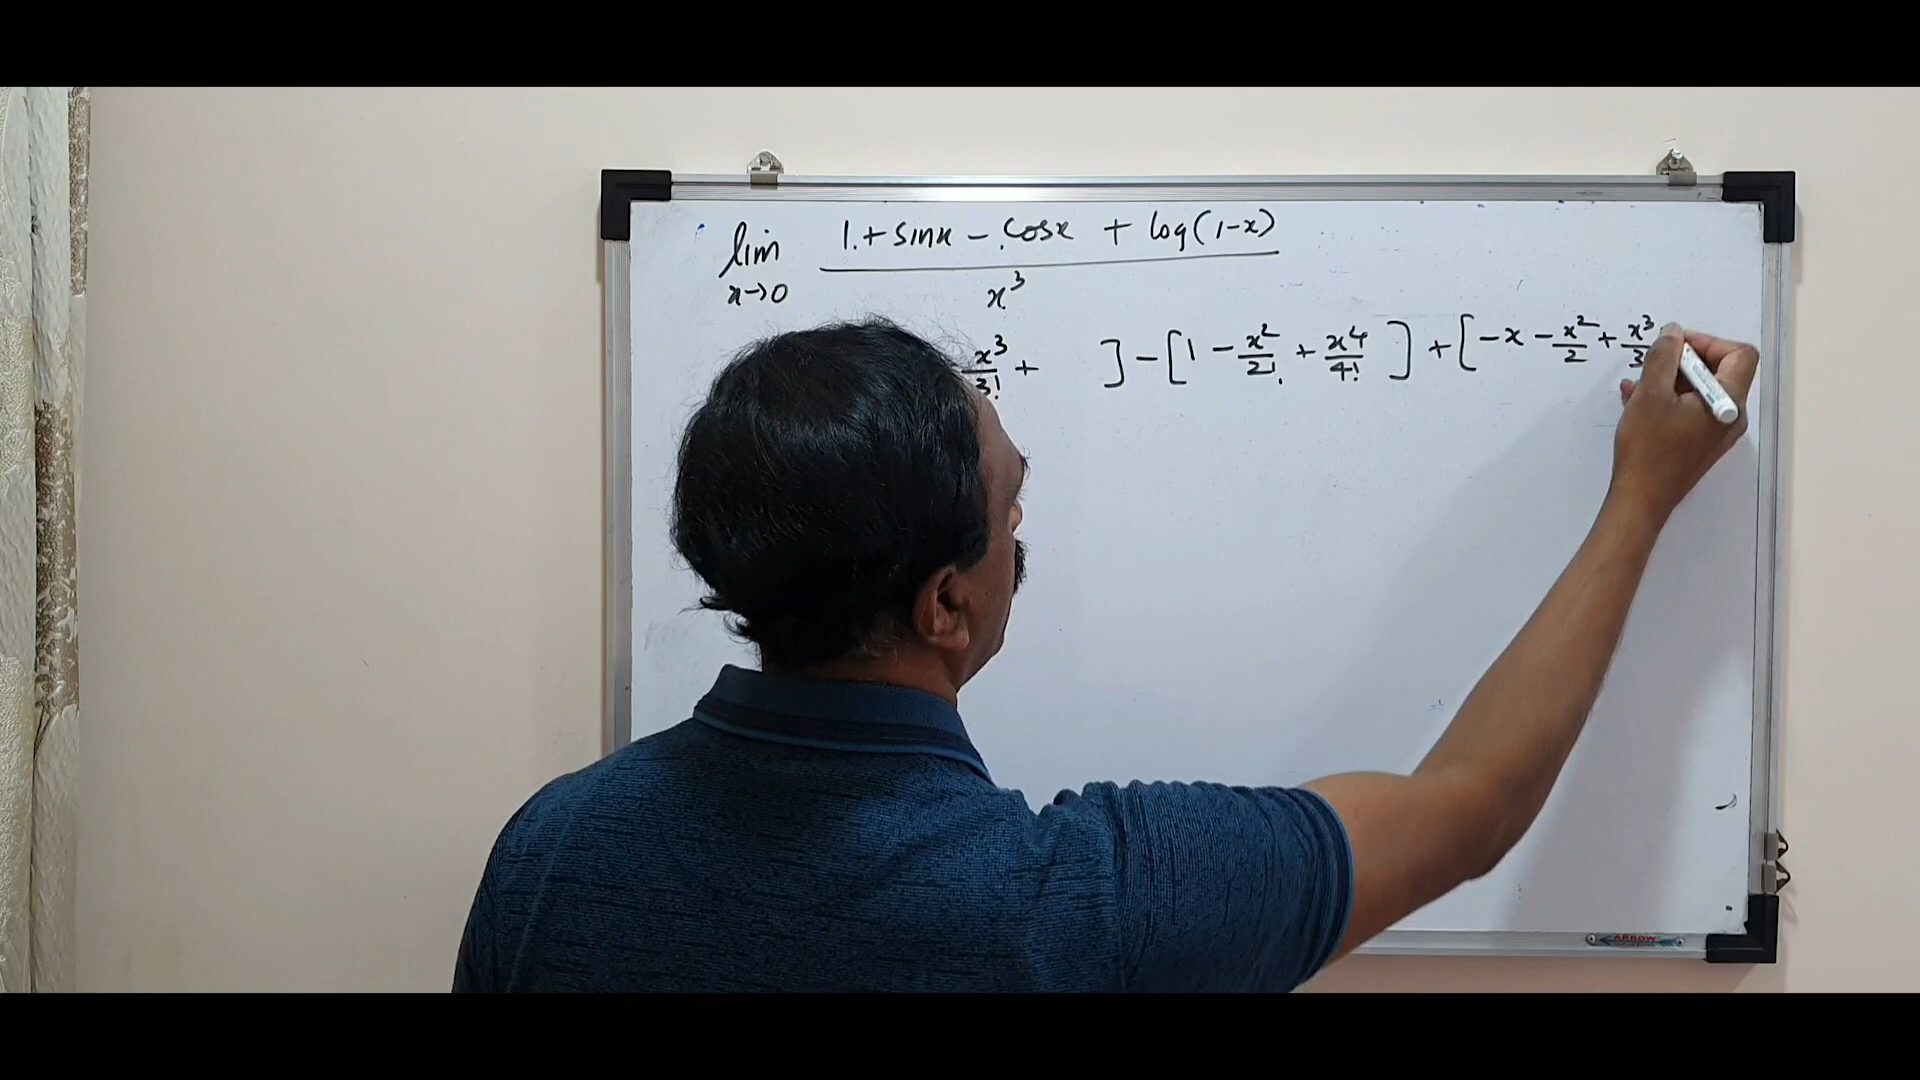 lim x→0 (1 + sinx - cosx + log(1-x)) / x³
x³/3! + ] - [1 - x²/2! + x⁴/4! ] + [-x - x²/2 + x³/3
ARROW